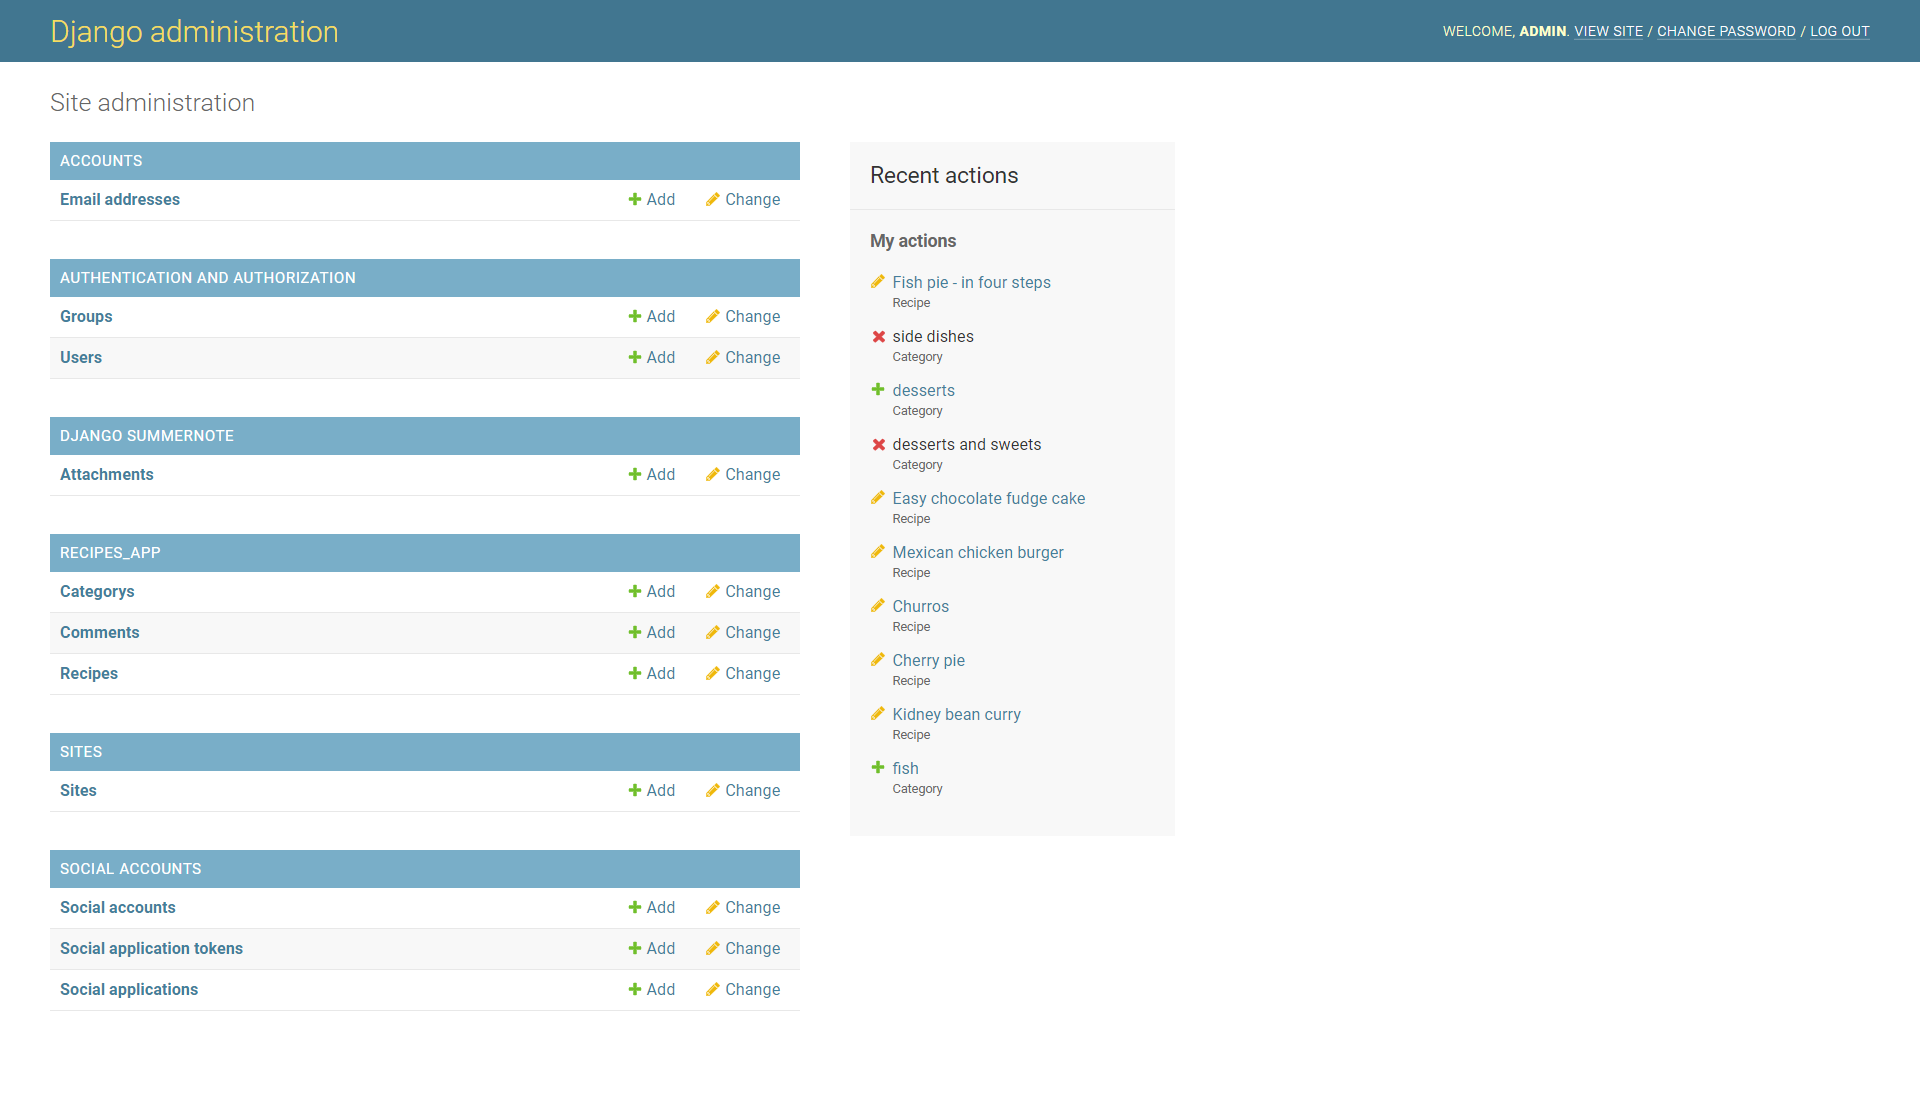 Django administration
WELCOME, ADMIN. VIEW SITE / CHANGE PASSWORD / LOG OUT
Site administration
ACCOUNTS
Email addresses Add Change
AUTHENTICATION AND AUTHORIZATION
Groups Add Change
Users Add Change
DJANGO SUMMERNOTE
Attachments Add Change
RECIPES_APP
Categorys Add Change
Comments Add Change
Recipes Add Change
SITES
Sites Add Change
SOCIAL ACCOUNTS
Social accounts Add Change
Social application tokens Add Change
Social applications Add Change
Recent actions
My actions
Fish pie - in four steps
Recipe
side dishes
Category
desserts
Category
desserts and sweets
Category
Easy chocolate fudge cake
Recipe
Mexican chicken burger
Recipe
Churros
Recipe
Cherry pie
Recipe
Kidney bean curry
Recipe
fish
Category